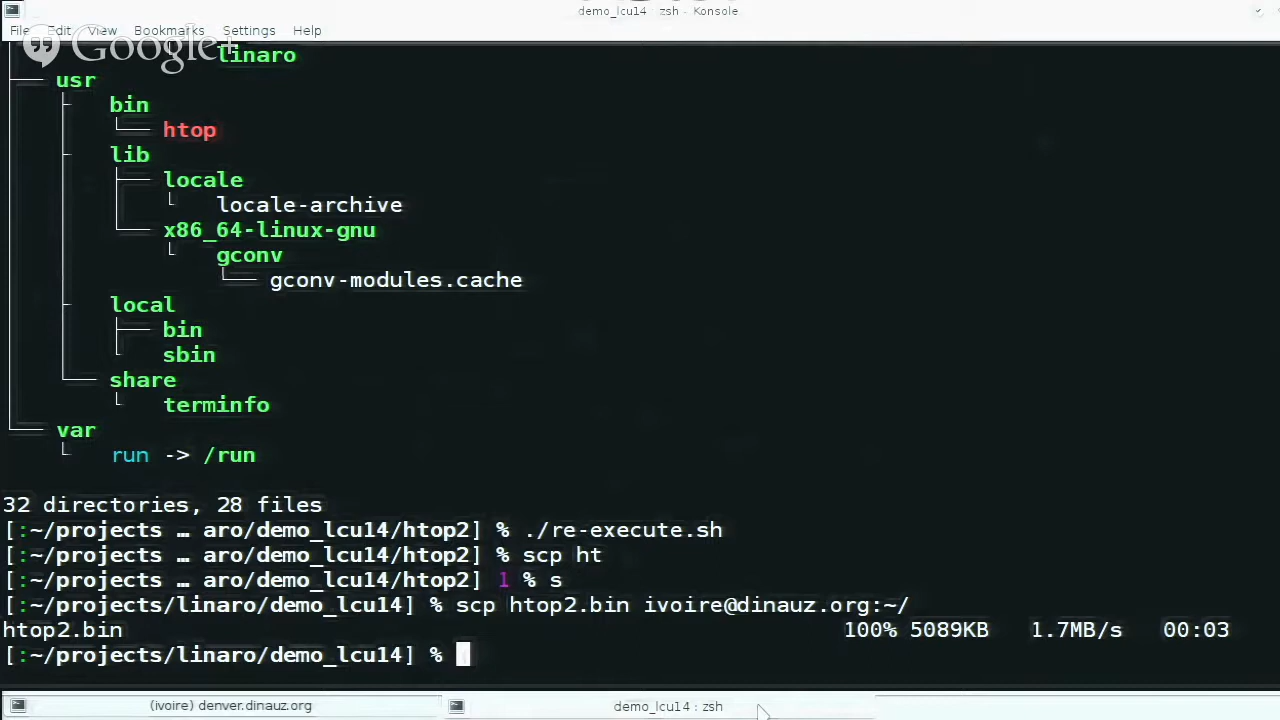 demo_lcu14 : zsh - Konsole
File Edit View Bookmarks Settings Help
Google+
linaro
usr
bin
htop
lib
locale
locale-archive
x86_64-linux-gnu
gconv
gconv-modules.cache
local
bin
sbin
share
terminfo
var
run -> /run
32 directories, 28 files
[:~/projects … aro/demo_lcu14/htop2] % ./re-execute.sh
[:~/projects … aro/demo_lcu14/htop2] % scp ht
[:~/projects … aro/demo_lcu14/htop2] 1 % s
[:~/projects/linaro/demo_lcu14] % scp htop2.bin ivoire@dinauz.org:~/
htop2.bin 100% 5089KB 1.7MB/s 00:03
[:~/projects/linaro/demo_lcu14] %
(ivoire) denver.dinauz.org demo_lcu14 : zsh